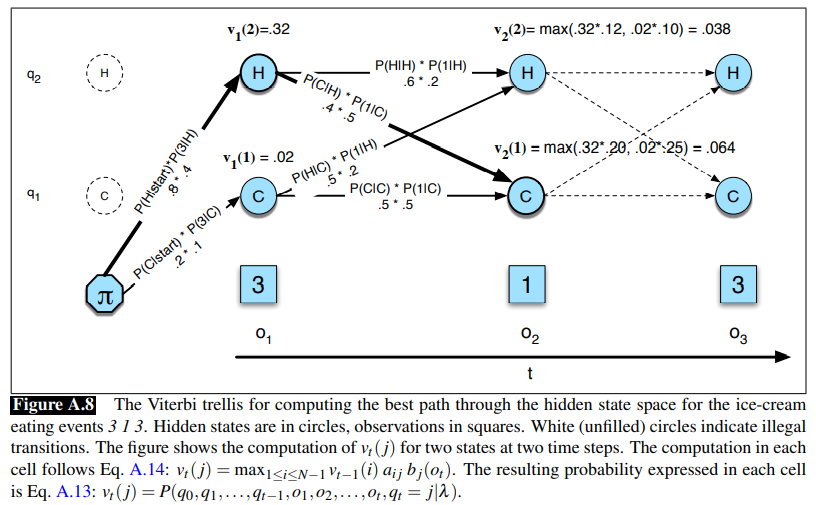 v₁(2)=.32
v₂(2)= max(.32*.12, .02*.10) = .038
q₂
H
H
P(H|H) * P(1|H)
.6 * .2
H
H
P(C|H) * P(1|C)
.4 * .5
P(H|start)*P(3|H)
.8 * .4
v₁(1) = .02
v₂(1) = max(.32*.20, .02*.25) = .064
P(H|C) * P(1|H)
.5 * .2
q₁
C
C
P(C|C) * P(1|C)
.5 * .5
C
C
P(C|start) * P(3|C)
.2 * .1
π
3
1
3
o₁
o₂
o₃
t
Figure A.8 The Viterbi trellis for computing the best path through the hidden state space for the ice-cream
eating events 3 1 3. Hidden states are in circles, observations in squares. White (unfilled) circles indicate illegal
transitions. The figure shows the computation of vₜ(j) for two states at two time steps. The computation in each
cell follows Eq. A.14: vₜ(j) = max₁≤ᵢ≤N−₁ vₜ₋₁(i) aᵢⱼ bⱼ(oₜ). The resulting probability expressed in each cell
is Eq. A.13: vₜ(j) = P(q₀,q₁,...,qₜ₋₁,o₁,o₂,...,oₜ,qₜ = j|λ).